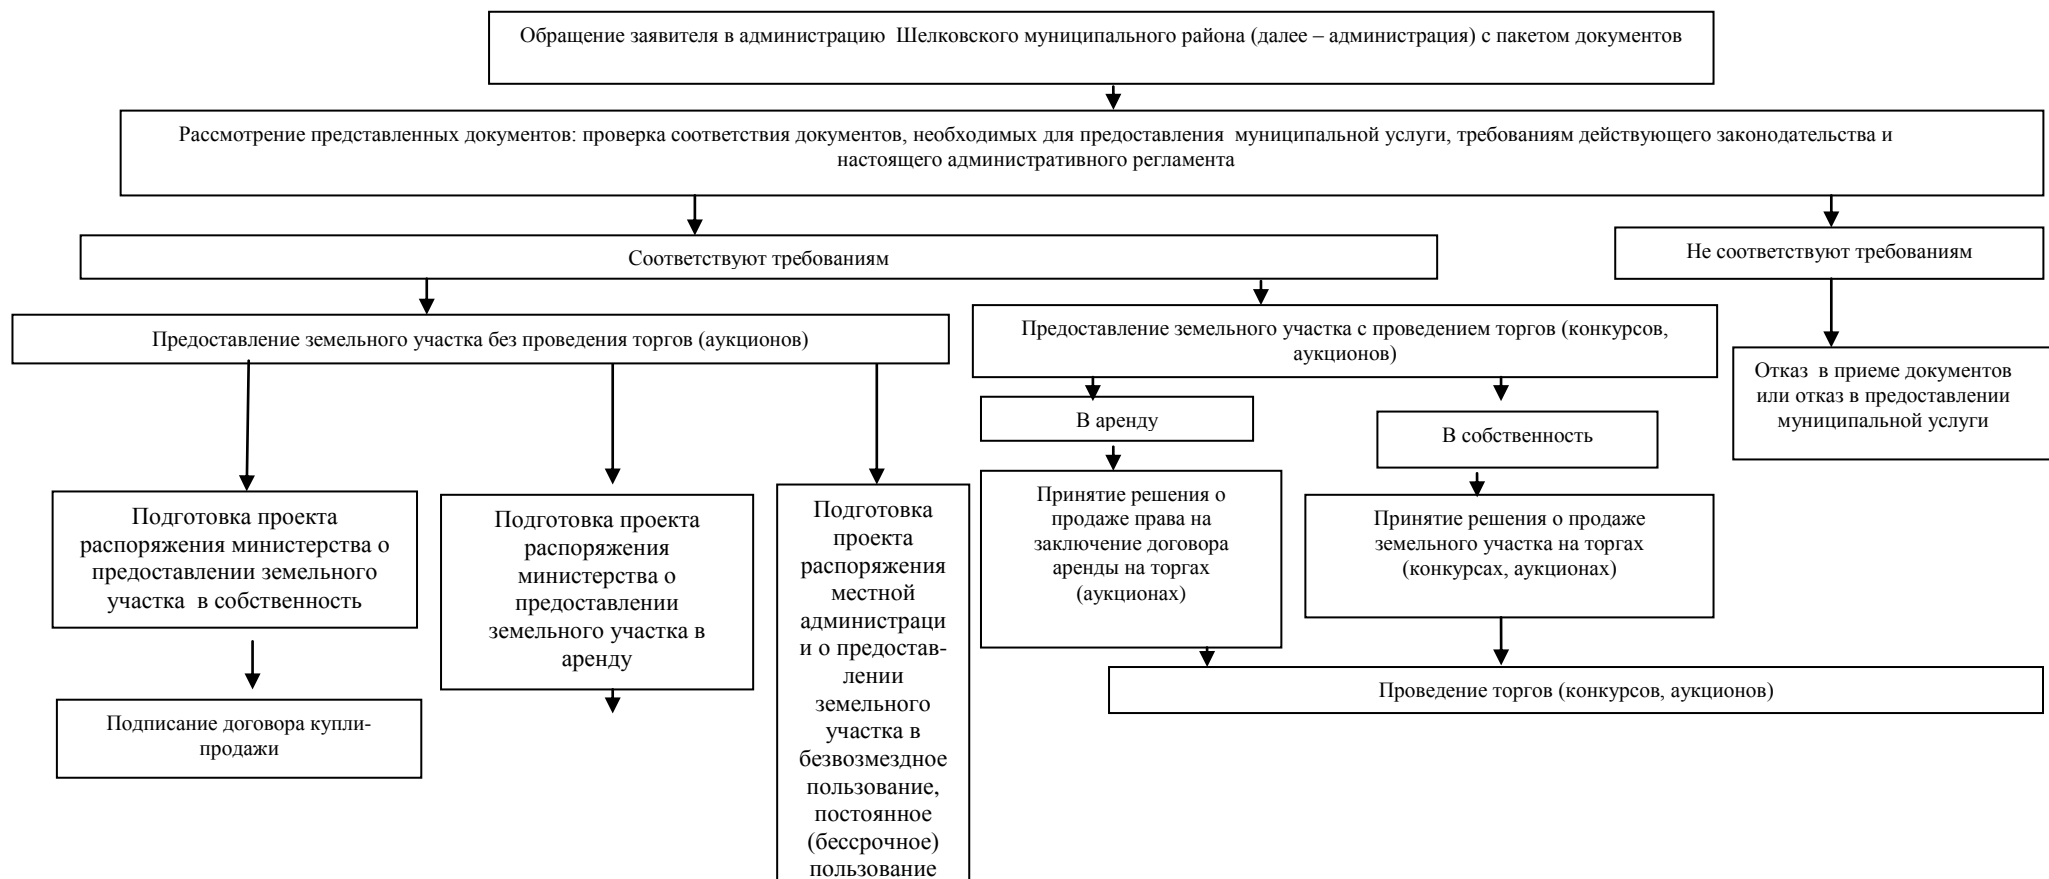 Обращение заявителя в администрацию Шелковского муниципального района (далее – администрация) с пакетом документов
Рассмотрение представленных документов: проверка соответствия документов, необходимых для предоставления муниципальной услуги, требованиям действующего законодательства и
настоящего административного регламента
Соответствуют требованиям
Не соответствуют требованиям
Предоставление земельного участка без проведения торгов (аукционов)
Предоставление земельного участка с проведением торгов (конкурсов,
аукционов)
Отказ в приеме документов
или отказ в предоставлении
муниципальной услуги
В аренду
В собственность
Подготовка проекта
распоряжения министерства о
предоставлении земельного
участка в собственность
Подготовка проекта
распоряжения
министерства о
предоставлении
земельного участка в
аренду
Подготовка
проекта
распоряжения
местной
администраци
и о предостав-
лении
земельного
участка в
безвозмездное
пользование,
постоянное
(бессрочное)
пользование
Принятие решения о
продаже права на
заключение договора
аренды на торгах
(аукционах)
Принятие решения о продаже
земельного участка на торгах
(конкурсах, аукционах)
Проведение торгов (конкурсов, аукционов)
Подписание договора купли-
продажи